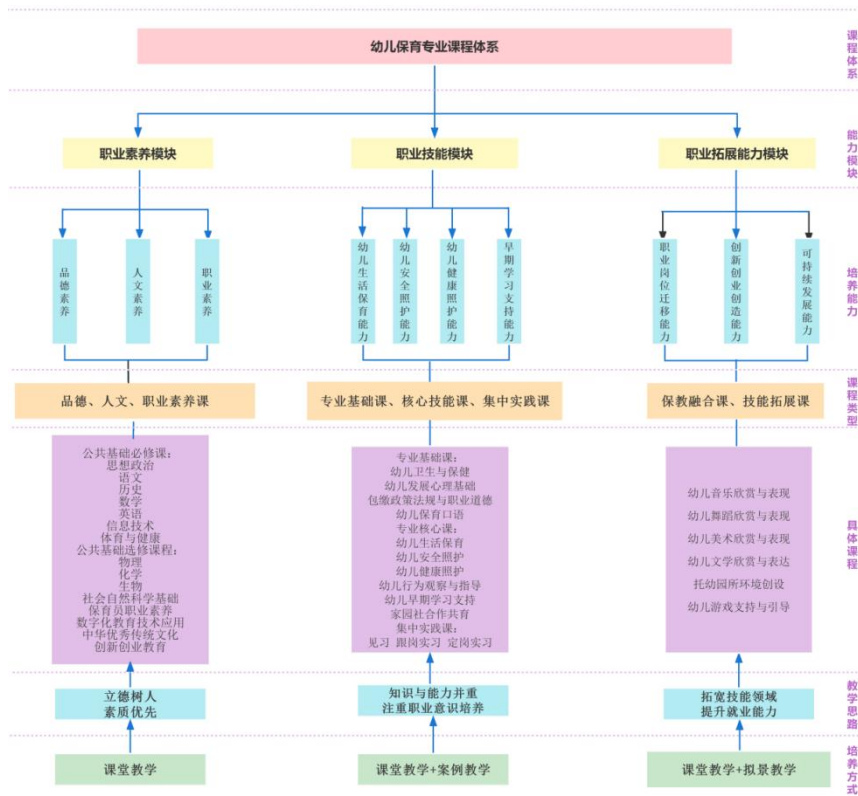 幼儿保育专业课程体系
课程体系
职业素养模块
职业技能模块
职业拓展能力模块
能力模块
品德素养
人文素养
职业素养
幼儿生活保育能力
幼儿安全照护能力
幼儿健康照护能力
早期学习支持能力
职业岗位迁移能力
创新创业创造能力
可持续发展能力
培养能力
品德、人文、职业素养课
专业基础课、核心技能课、集中实践课
保教融合课、技能拓展课
课程类型
公共基础必修课:
思想政治
语文
历史
数学
英语
信息技术
体育与健康
公共基础选修课程:
物理
化学
生物
社会自然科学基础
保育员职业素养
数字化教育技术应用
中华优秀传统文化
创新创业教育
专业基础课:
幼儿卫生与保健
幼儿发展心理基础
包缴政策法规与职业道德
幼儿保育口语
专业核心课:
幼儿生活保育
幼儿安全照护
幼儿健康照护
幼儿行为观察与指导
幼儿早期学习支持
家园社合作共育
集中实践课:
见习 跟岗实习 定岗实习
幼儿音乐欣赏与表现
幼儿舞蹈欣赏与表现
幼儿美术欣赏与表现
幼儿文学欣赏与表达
托幼园所环境创设
幼儿游戏支持与引导
具体课程
立德树人
素质优先
知识与能力并重
注重职业意识培养
拓宽技能领域
提升就业能力
教学思路
课堂教学
课堂教学+案例教学
课堂教学+拟景教学
培养方式